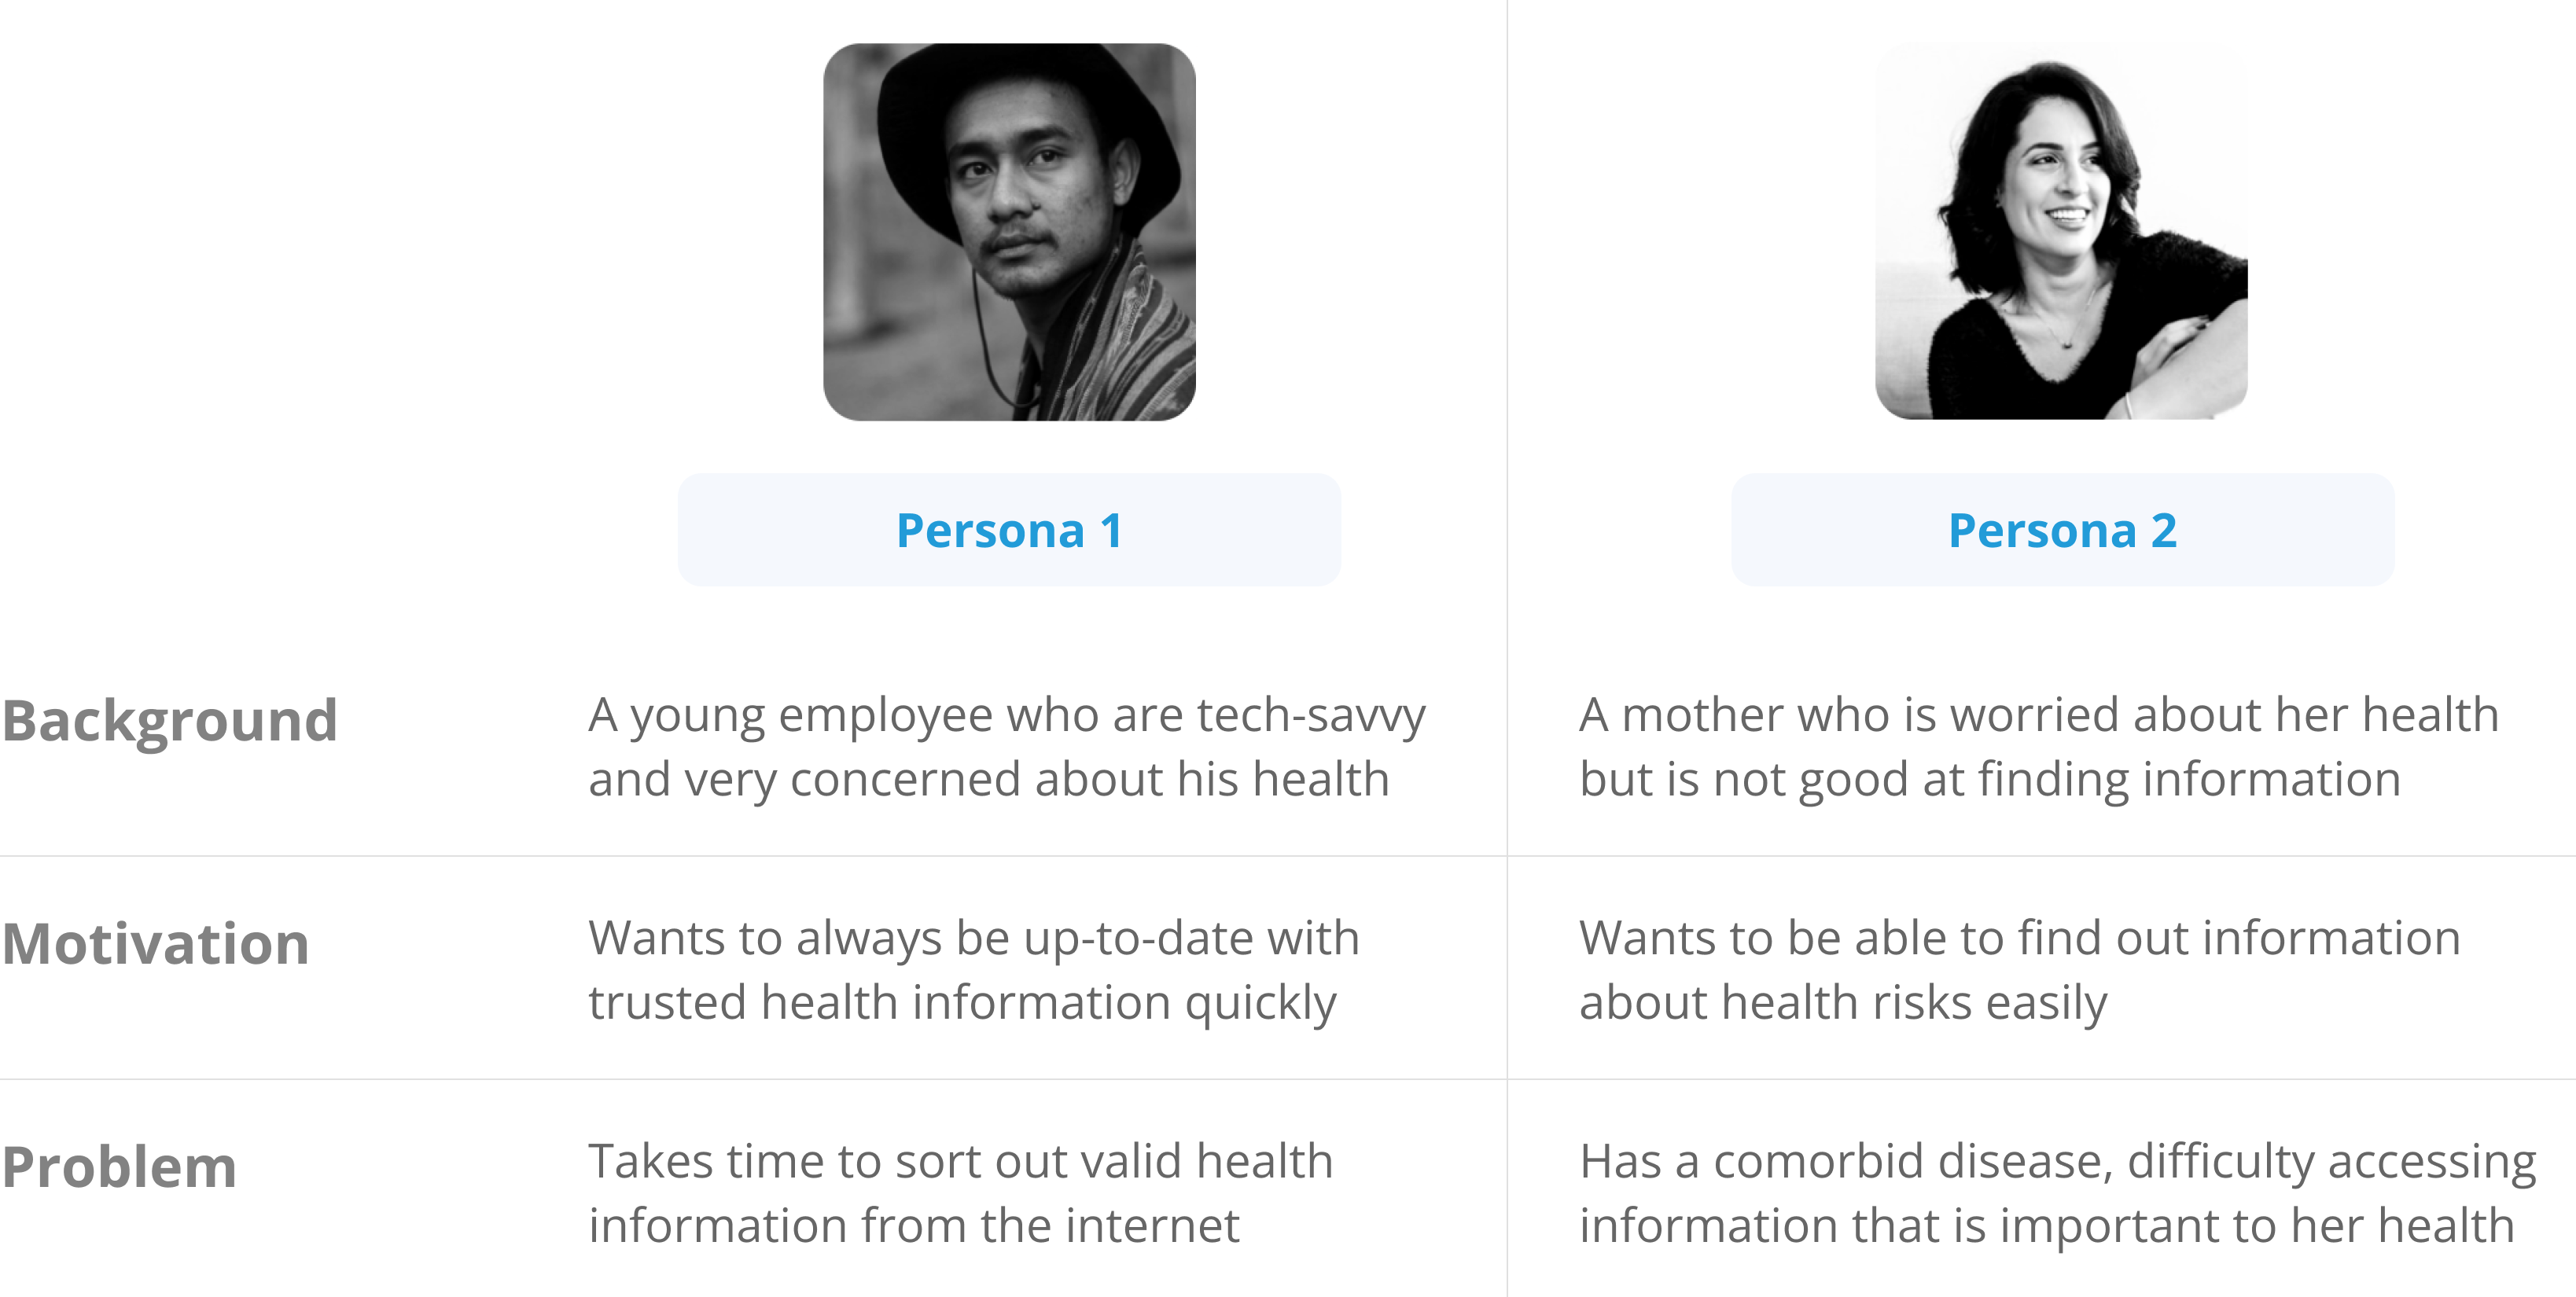 Persona 1
Persona 2
Background
A young employee who are tech-savvy
and very concerned about his health
A mother who is worried about her health
but is not good at finding information
Motivation
Wants to always be up-to-date with
trusted health information quickly
Wants to be able to find out information
about health risks easily
Problem
Takes time to sort out valid health
information from the internet
Has a comorbid disease, difficulty accessing
information that is important to her health